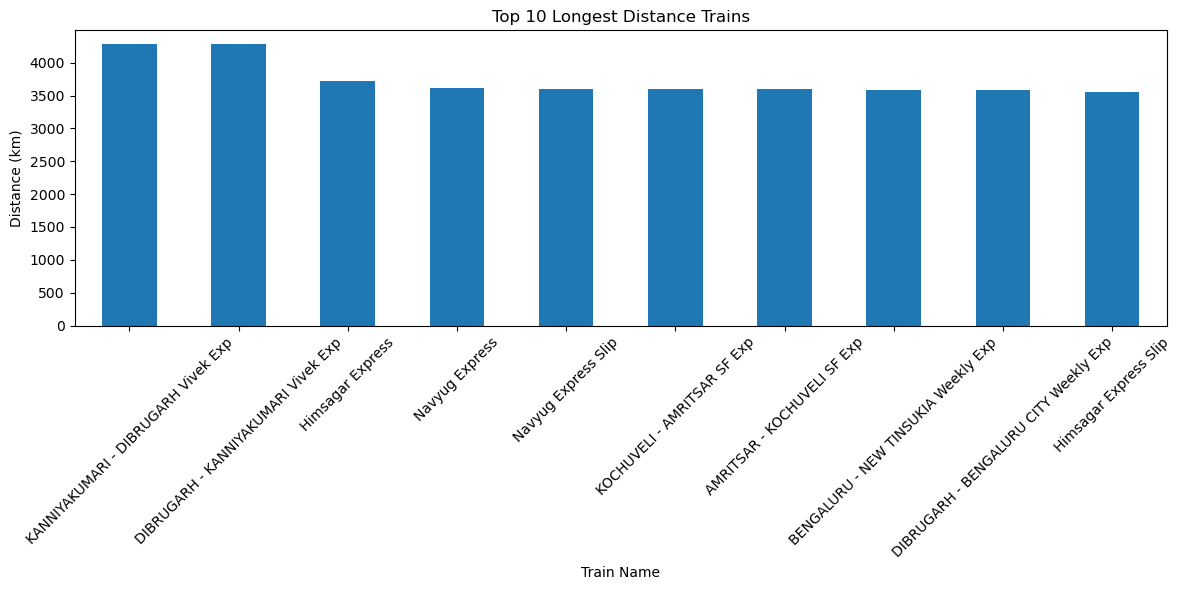 Top 10 Longest Distance Trains
Distance (km)
4000
3500
3000
2500
2000
1500
1000
500
0
KANNIYAKUMARI - DIBRUGARH Vivek Exp
DIBRUGARH - KANNIYAKUMARI Vivek Exp
Himsagar Express
Navyug Express
Navyug Express Slip
KOCHUVELI - AMRITSAR SF Exp
AMRITSAR - KOCHUVELI SF Exp
BENGALURU - NEW TINSUKIA Weekly Exp
DIBRUGARH - BENGALURU CITY Weekly Exp
Himsagar Express Slip
Train Name